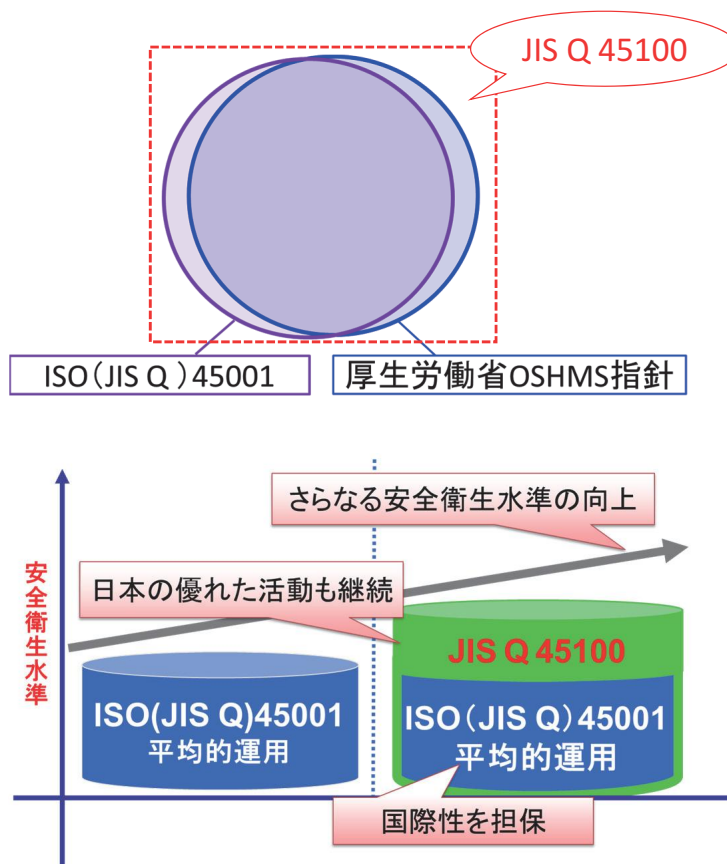 JIS Q 45100
ISO（JIS Q ）45001
厚生労働省OSHMS指針
さらなる安全衛生水準の向上
安全衛生水準
日本の優れた活動も継続
JIS Q 45100
ISO(JIS Q)45001
平均的運用
ISO（JIS Q）45001
平均的運用
国際性を担保